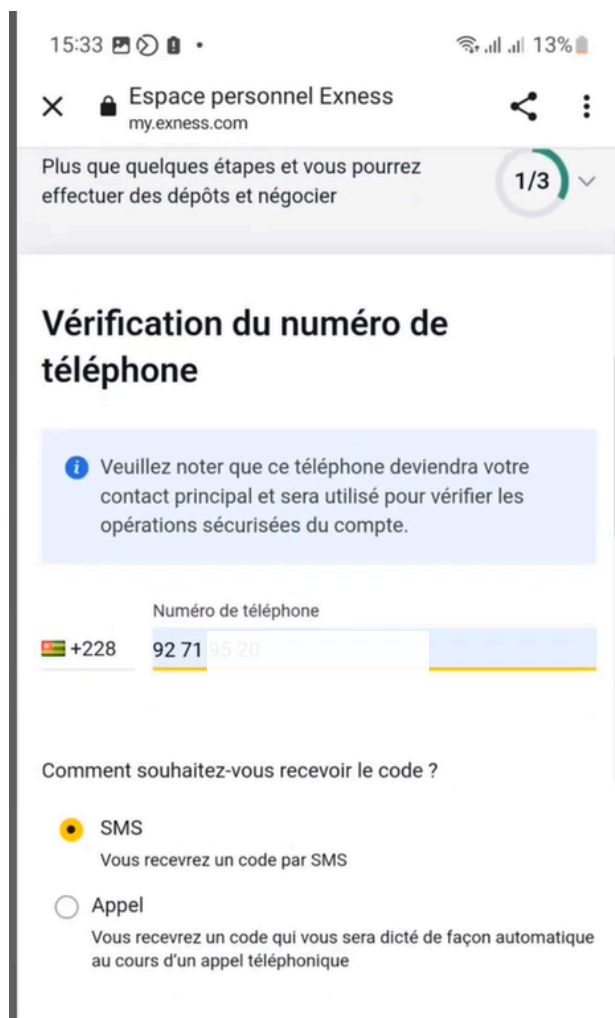 15:33
13%
Espace personnel Exness
my.exness.com
Plus que quelques étapes et vous pourrez
effectuer des dépôts et négocier
1/3
Vérification du numéro de
téléphone
Veuillez noter que ce téléphone deviendra votre
contact principal et sera utilisé pour vérifier les
opérations sécurisées du compte.
Numéro de téléphone
+228 92 71
Comment souhaitez-vous recevoir le code ?
SMS
Vous recevrez un code par SMS
Appel
Vous recevrez un code qui vous sera dicté de façon automatique
au cours d'un appel téléphonique